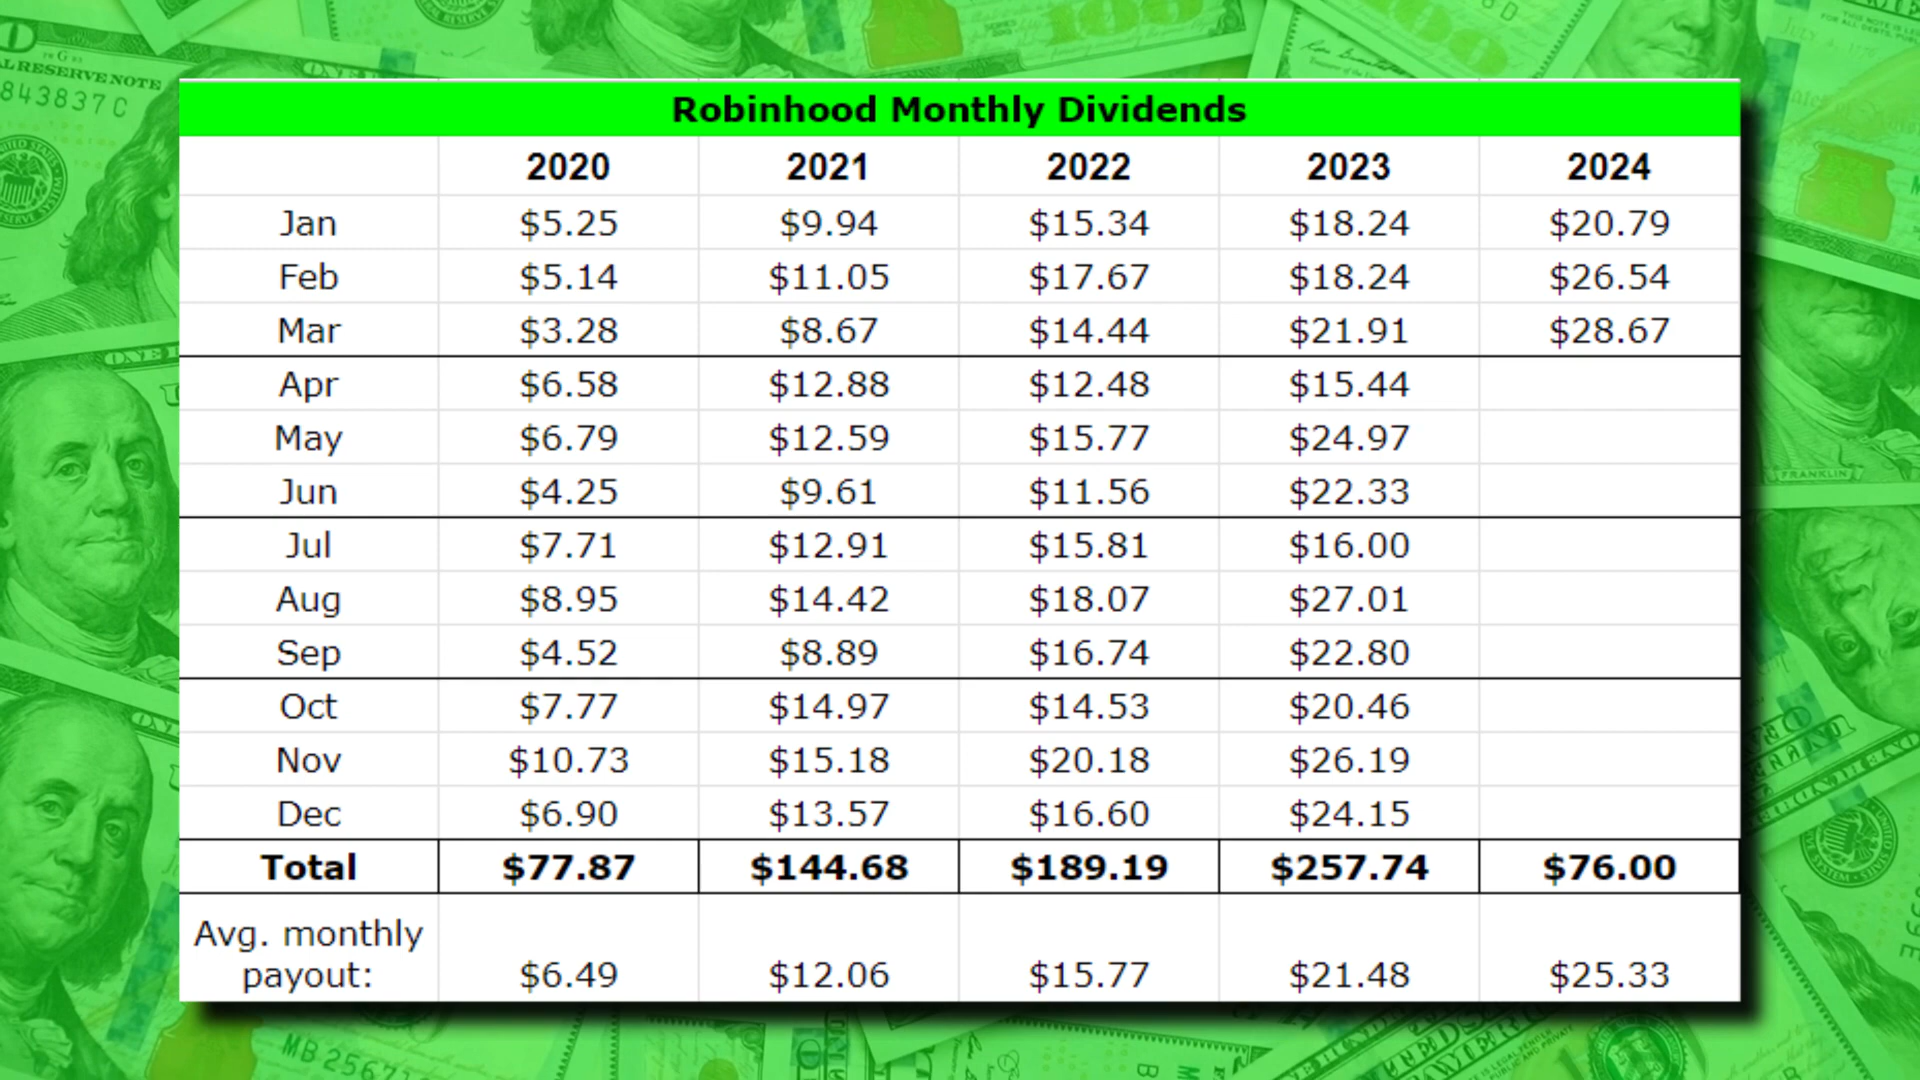 Robinhood Monthly Dividends
2020 2021 2022 2023 2024
Jan $5.25 $9.94 $15.34 $18.24 $20.79
Feb $5.14 $11.05 $17.67 $18.24 $26.54
Mar $3.28 $8.67 $14.44 $21.91 $28.67
Apr $6.58 $12.88 $12.48 $15.44
May $6.79 $12.59 $15.77 $24.97
Jun $4.25 $9.61 $11.56 $22.33
Jul $7.71 $12.91 $15.81 $16.00
Aug $8.95 $14.42 $18.07 $27.01
Sep $4.52 $8.89 $16.74 $22.80
Oct $7.77 $14.97 $14.53 $20.46
Nov $10.73 $15.18 $20.18 $26.19
Dec $6.90 $13.57 $16.60 $24.15
Total $77.87 $144.68 $189.19 $257.74 $76.00
Avg. monthly
payout: $6.49 $12.06 $15.77 $21.48 $25.33
RESERVE NOTE
843837C
FRANKLIN
MB2567